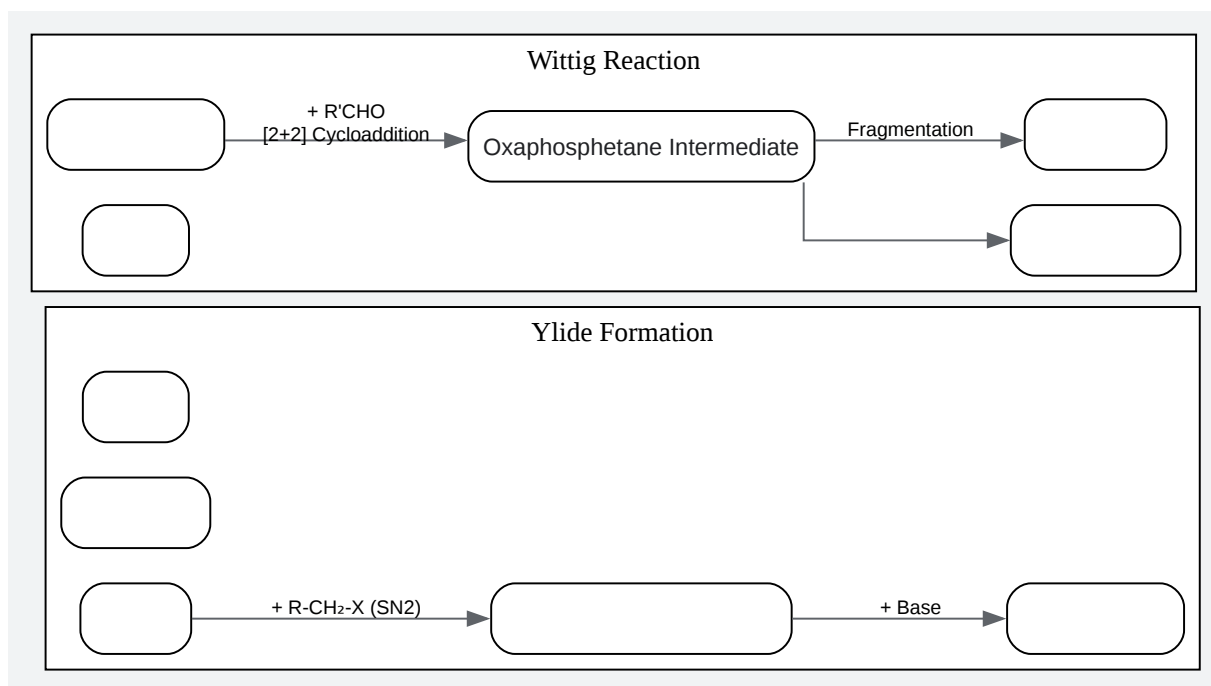 Wittig Reaction
+ R'CHO
[2+2] Cycloaddition
Oxaphosphetane Intermediate
Fragmentation
Ylide Formation
+ R-CH₂-X (SN2)
+ Base